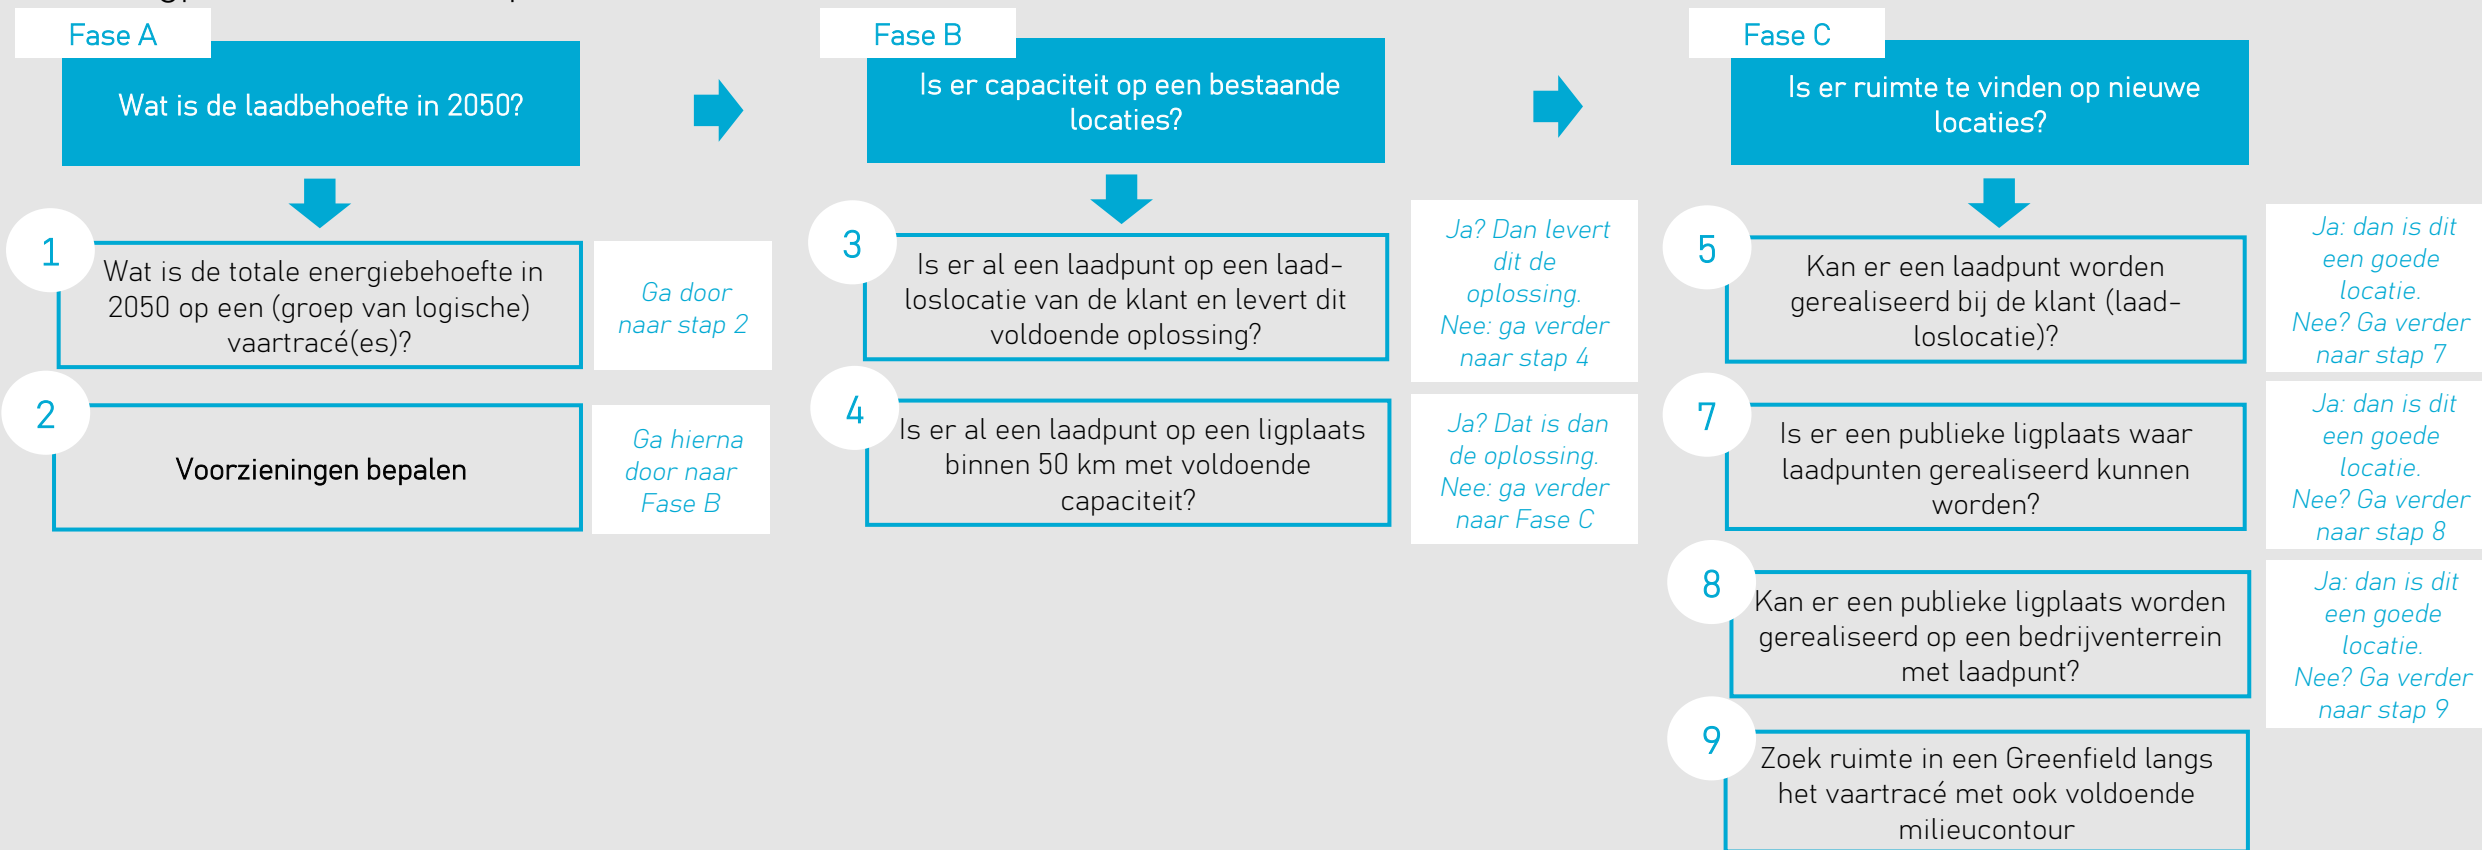 Fase A
Wat is de laadbehoefte in 2050?
1
Wat is de totale energiebehoefte in
2050 op een (groep van logische)
vaartracé(es)?
Ga door
naar stap 2
2
Voorzieningen bepalen
Ga hierna
door naar
Fase B
Fase B
Is er capaciteit op een bestaande
locaties?
3
Is er al een laadpunt op een laad-
loslocatie van de klant en levert dit
voldoende oplossing?
Ja? Dan levert
dit de
oplossing.
Nee: ga verder
naar stap 4
4
Is er al een laadpunt op een ligplaats
binnen 50 km met voldoende
capaciteit?
Ja? Dat is dan
de oplossing.
Nee: ga verder
naar Fase C
Fase C
Is er ruimte te vinden op nieuwe
locaties?
5
Kan er een laadpunt worden
gerealiseerd bij de klant (laad-
loslocatie)?
Ja: dan is dit
een goede
locatie.
Nee? Ga verder
naar stap 7
7
Is er een publieke ligplaats waar
laadpunten gerealiseerd kunnen
worden?
Ja: dan is dit
een goede
locatie.
Nee? Ga verder
naar stap 8
8
Kan er een publieke ligplaats worden
gerealiseerd op een bedrijventerrein
met laadpunt?
Ja: dan is dit
een goede
locatie.
Nee? Ga verder
naar stap 9
9
Zoek ruimte in een Greenfield langs
het vaartracé met ook voldoende
milieucontour